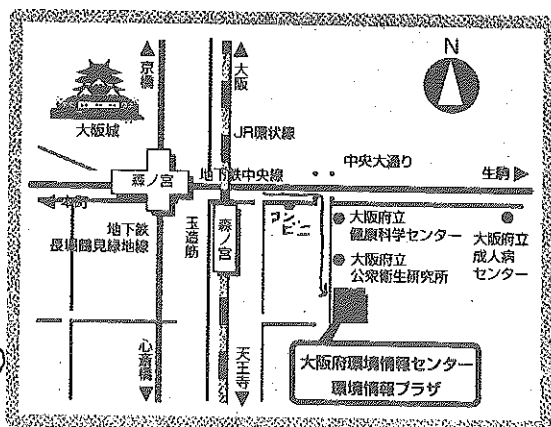 京橋
大阪
N
大阪城
JR環状線
中央大通り
地下鉄中央線
生駒
森ノ宮
本町
コンビニ
地下鉄
長堀鶴見緑地線
玉造筋
森ノ宮
大阪府立
健康科学センター
大阪府立
公衆衛生研究所
大阪府立
成人病
センター
心斎橋
天王寺
大阪府環境情報センター
環境情報プラザ